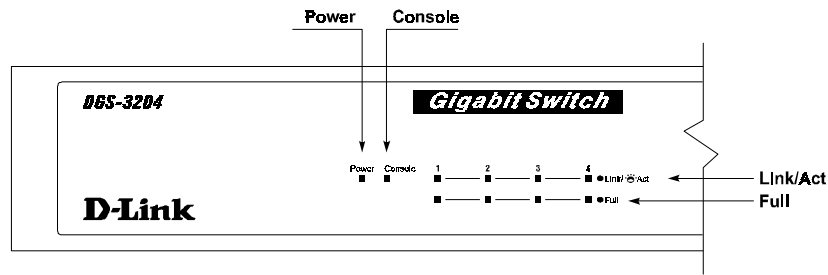 Power Console
DGS-3204 Gigabit Switch
Power Console 1 2 3 4 Link/ Act
Link/Act
D-Link
Full
Full